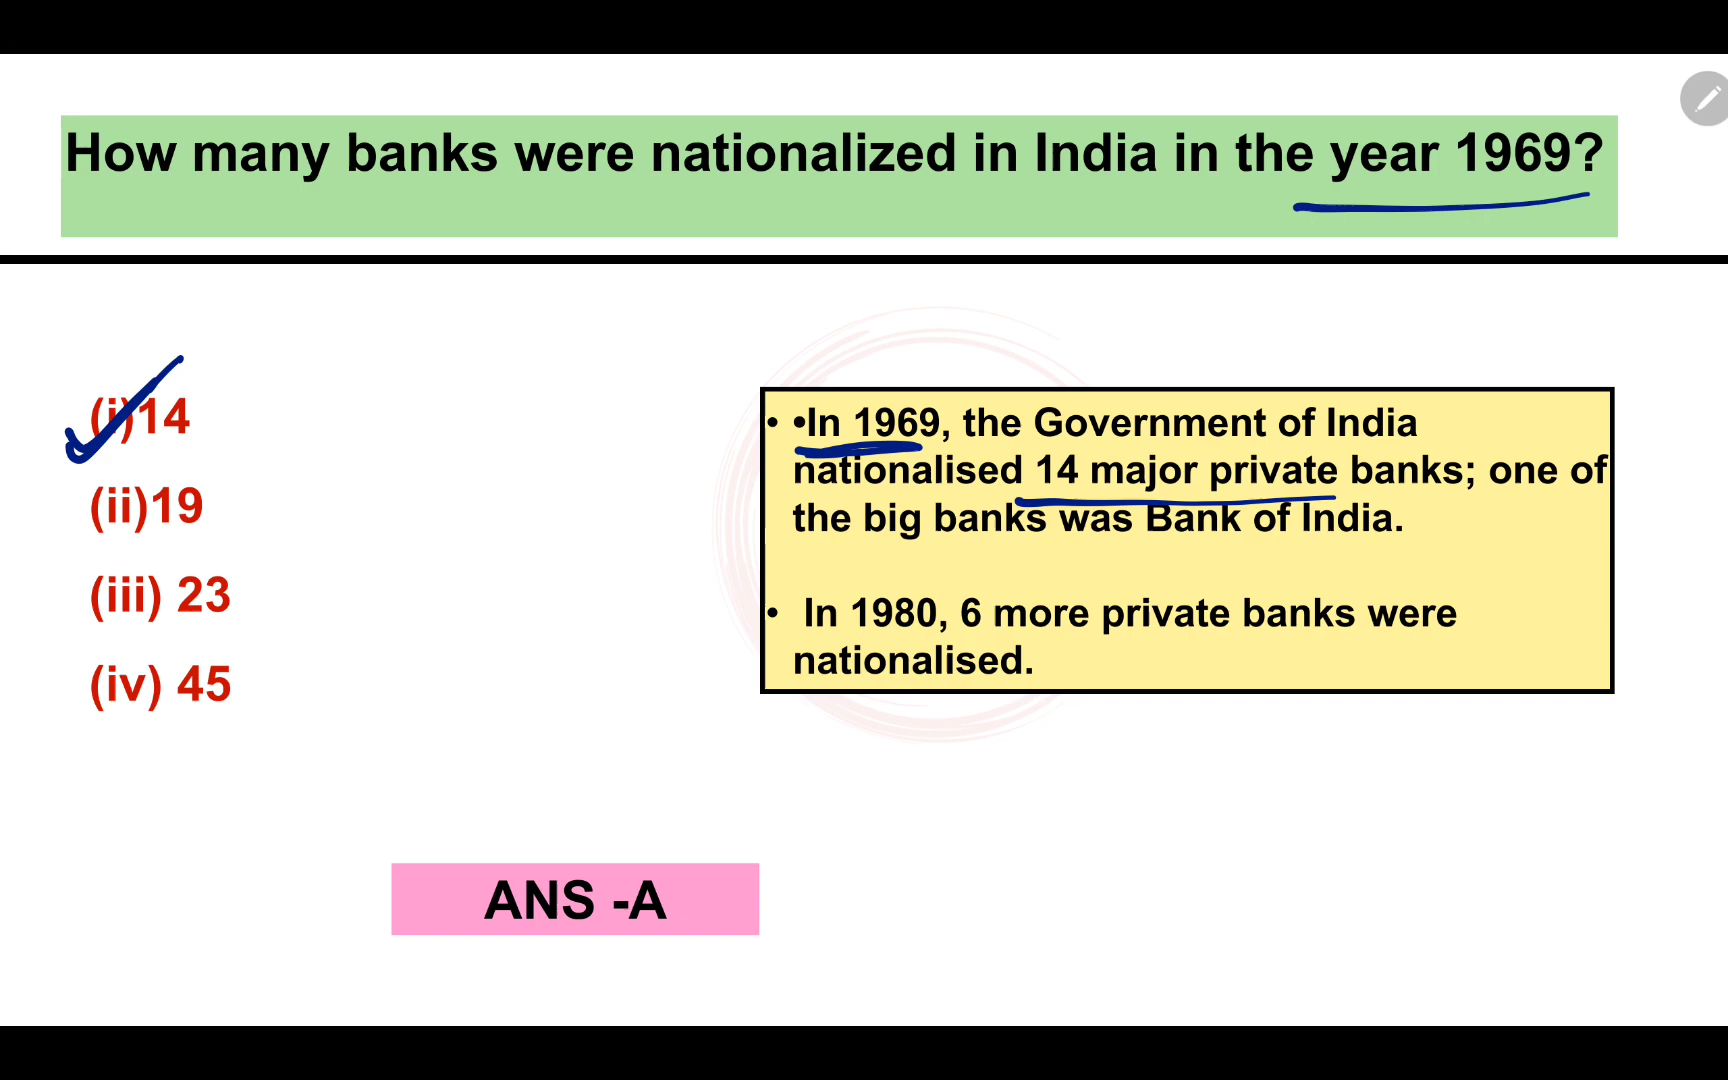 How many banks were nationalized in India in the year 1969?
(i)14
(ii)19
(iii) 23
(iv) 45
• •In 1969, the Government of India
nationalised 14 major private banks; one of
the big banks was Bank of India.
• In 1980, 6 more private banks were
nationalised.
ANS -A